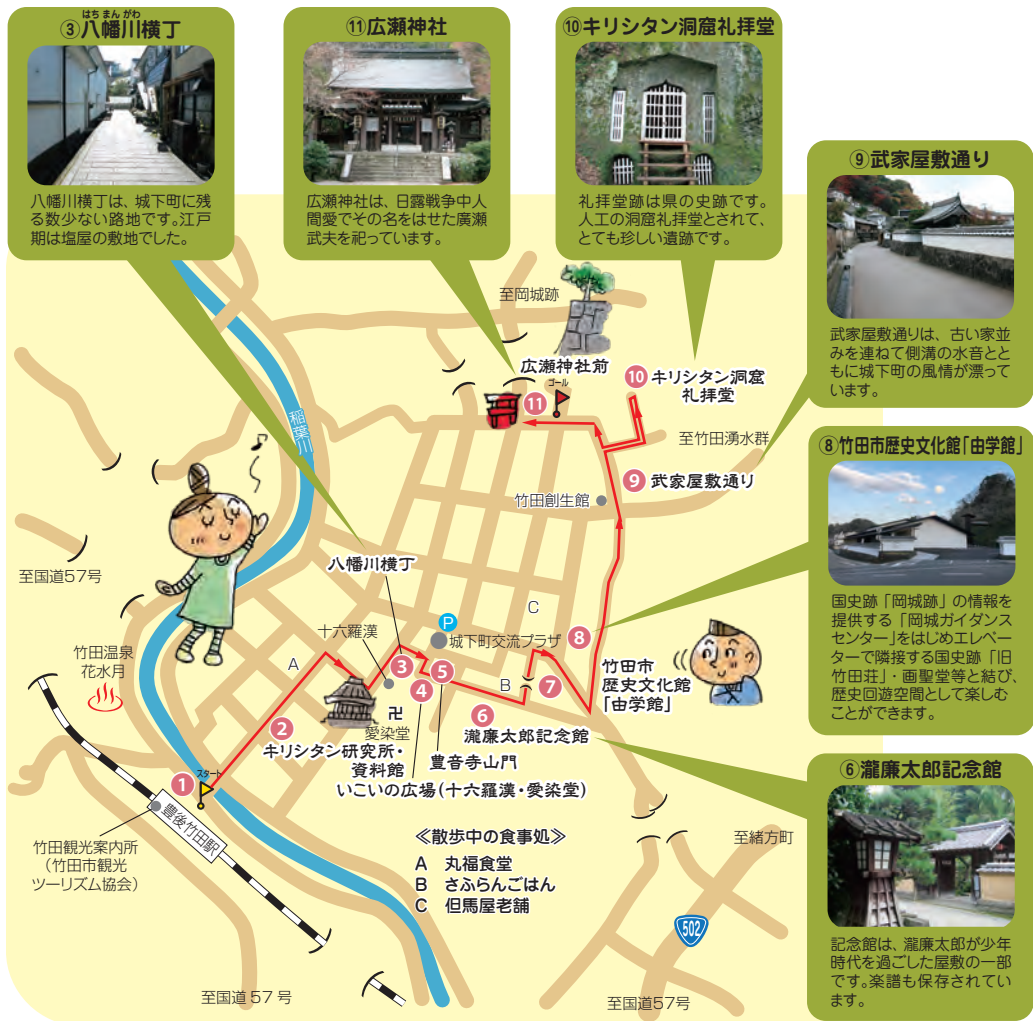 はちまんがわ
③八幡川横丁
八幡川横丁は、城下町に残
る数少ない路地です。江戸
期は塩屋の敷地でした。
⑪広瀬神社
広瀬神社は、日露戦争中人
間愛でその名をはせた廣瀬
武夫を祀っています。
⑩キリシタン洞窟礼拝堂
礼拝堂跡は県の史跡です。
人工の洞窟礼拝堂とされて、
とても珍しい遺跡です。
⑨武家屋敷通り
武家屋敷通りは、古い家並
みを連ねて側溝の水音とと
もに城下町の風情が漂って
います。
⑧竹田市歴史文化館「由学館」
国史跡「岡城跡」の情報を
提供する「岡城ガイダンス
センター」をはじめエレベー
ターで隣接する国史跡「旧
竹田荘」・画聖堂等と結び、
歴史回遊空間として楽しむ
ことができます。
⑥瀧廉太郎記念館
記念館は、瀧廉太郎が少年
時代を過ごした屋敷の一部
です。楽譜も保存されてい
ます。
至岡城跡
広瀬神社前
ゴール
11
10
キリシタン洞窟
礼拝堂
至竹田湧水群
9 武家屋敷通り
竹田創生館
稲葉川
至国道57号
八幡川横丁
十六羅漢
P
城下町交流プラザ
C
8
竹田市
歴史文化館
「由学館」
竹田温泉
花水月
A
3
4
5
B
7
卍
愛染堂
6
瀧廉太郎記念館
2
キリシタン研究所・
資料館
豊音寺山門
いこいの広場(十六羅漢・愛染堂)
1
スタート
豊後竹田駅
竹田観光案内所
(竹田市観光
ツーリズム協会)
≪散歩中の食事処≫
A 丸福食堂
B さふらんごはん
C 但馬屋老舗
至緒方町
502
至国道57号
至国道57号